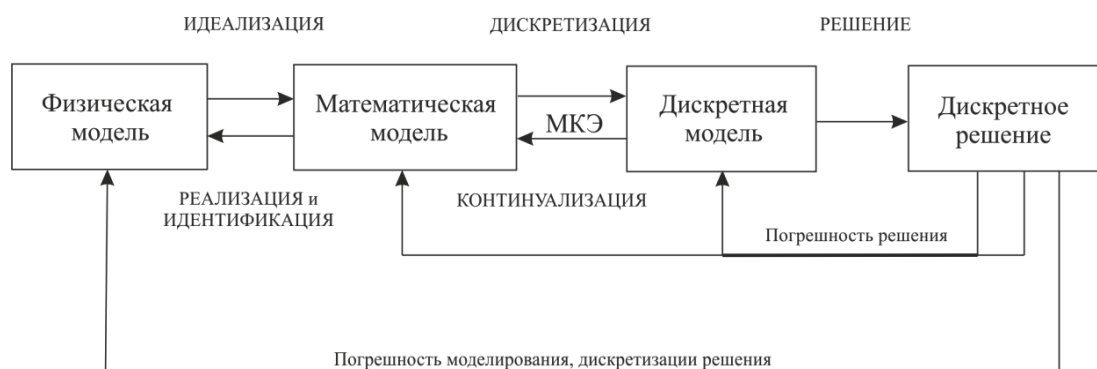 ИДЕАЛИЗАЦИЯ
ДИСКРЕТИЗАЦИЯ
РЕШЕНИЕ
Физическая
модель
Математическая
модель
МКЭ
Дискретная
модель
Дискретное
решение
РЕАЛИЗАЦИЯ и
ИДЕНТИФИКАЦИЯ
КОНТИНУАЛИЗАЦИЯ
Погрешность решения
Погрешность моделирования, дискретизации решения